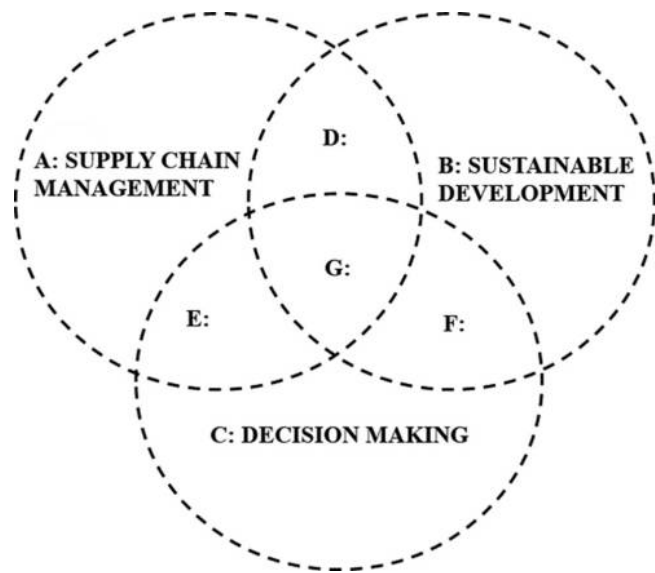 D:
A: SUPPLY CHAIN
MANAGEMENT
B: SUSTAINABLE
DEVELOPMENT
G:
E:
F:
C: DECISION MAKING